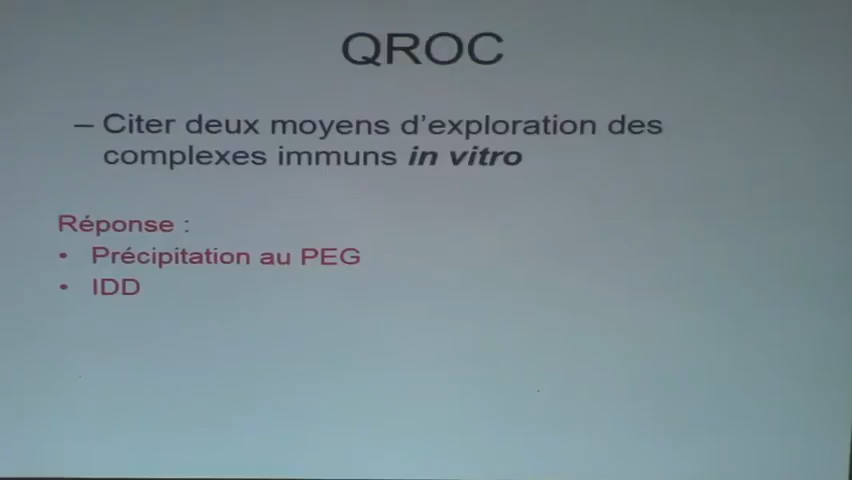 QROC
– Citer deux moyens d'exploration des
complexes immuns in vitro
Réponse :
• Précipitation au PEG
• IDD